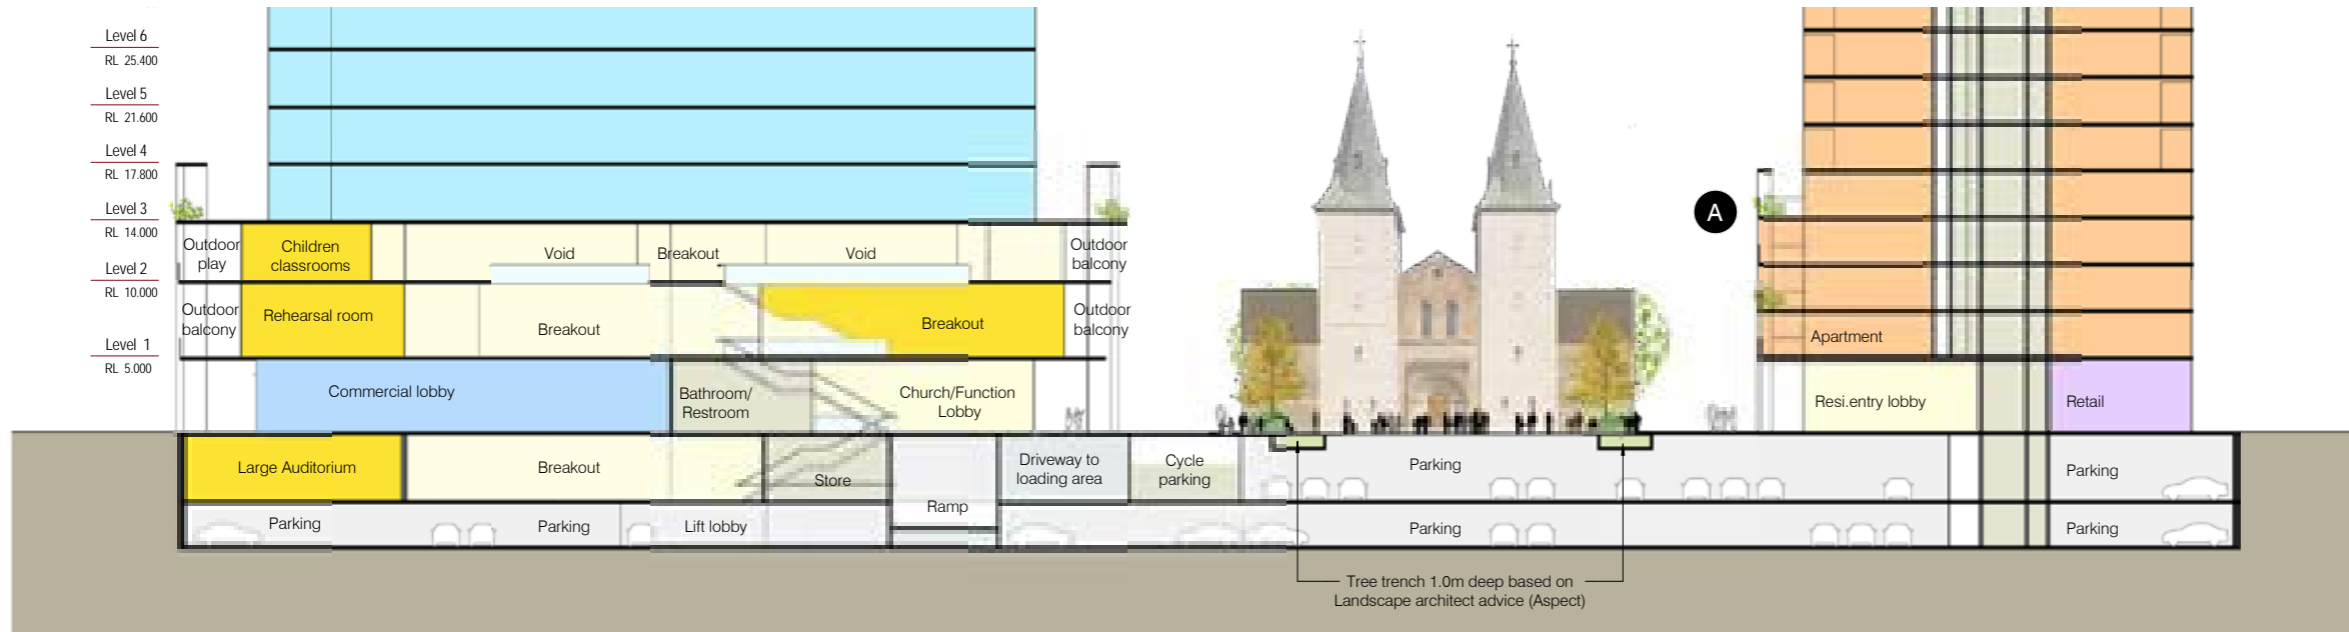 Level 6
RL 25.400
Level 5
RL 21.600
Level 4
RL 17.800
Level 3
RL 14.000
Level 2
RL 10.000
Level 1
RL 5.000
Outdoor
play
Children
classrooms
Void
Breakout
Void
Outdoor
balcony
Outdoor
balcony
Rehearsal room
Breakout
Breakout
Outdoor
balcony
Commercial lobby
Bathroom/
Restroom
Church/Function
Lobby
Large Auditorium
Breakout
Store
Ramp
Driveway to
loading area
Cycle
parking
Parking
Parking
Parking
Parking
Lift lobby
Parking
Parking
A
Apartment
Resi.entry lobby
Retail
Tree trench 1.0m deep based on
Landscape architect advice (Aspect)